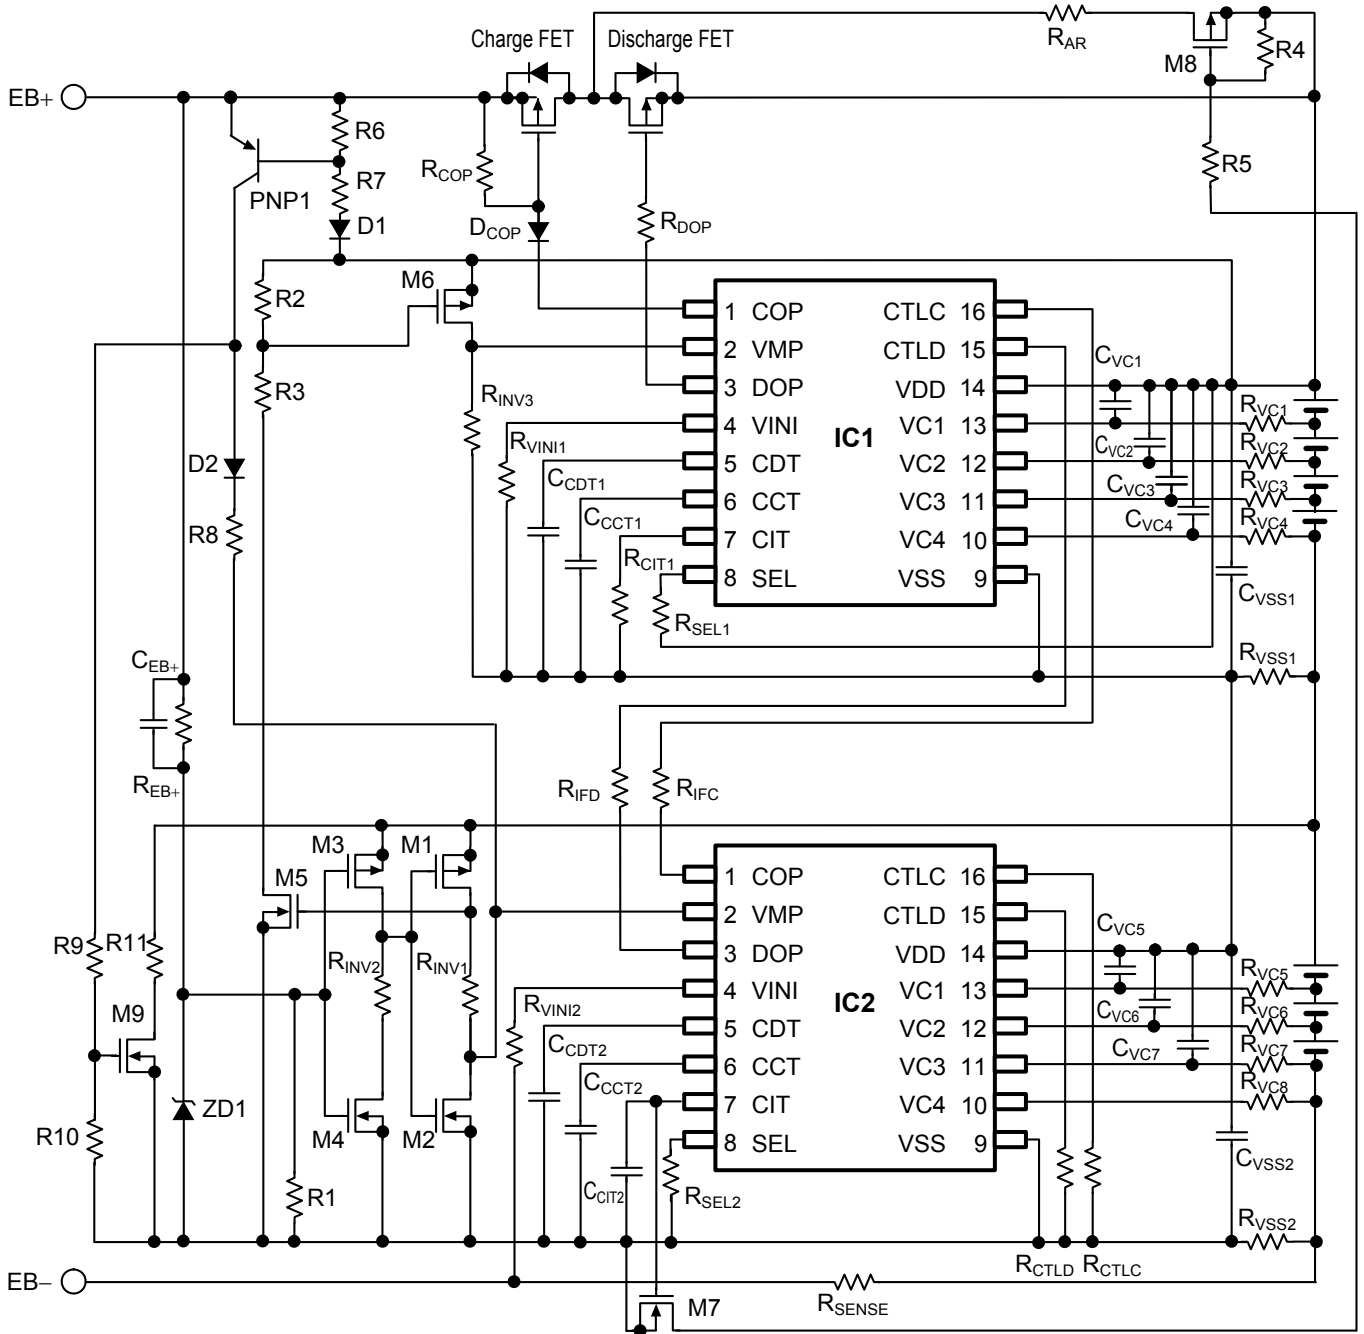 Charge FET
Discharge FET
R_AR
M8
R4
EB+
R6
R_COP
R7
PNP1
D1
D_COP
R_DOP
R5
M6
R2
R3
1 COP
2 VMP
3 DOP
4 VINI
5 CDT
6 CCT
7 CIT
8 SEL
IC1
CTLC 16
CTLD 15
VDD 14
VC1 13
VC2 12
VC3 11
VC4 10
VSS 9
C_VC1
C_VC2
C_VC3
C_VC4
R_VC1
R_VC2
R_VC3
R_VC4
R_INV3
R_VINI1
C_CDT1
C_CCT1
R_CIT1
R_SEL1
C_VSS1
R_VSS1
D2
R8
C_EB+
R_EB+
R_IFD
R_IFC
M3
M1
M5
R9
R11
R_INV2
R_INV1
R_VINI2
M9
C_CDT2
C_CCT2
ZD1
M4
M2
R10
R1
C_CIT2
R_SEL2
1 COP
2 VMP
3 DOP
4 VINI
5 CDT
6 CCT
7 CIT
8 SEL
IC2
CTLC 16
CTLD 15
VDD 14
VC1 13
VC2 12
VC3 11
VC4 10
VSS 9
C_VC5
C_VC6
C_VC7
R_VC5
R_VC6
R_VC7
R_VC8
C_VSS2
R_VSS2
R_CTLD
R_CTLC
EB−
R_SENSE
M7